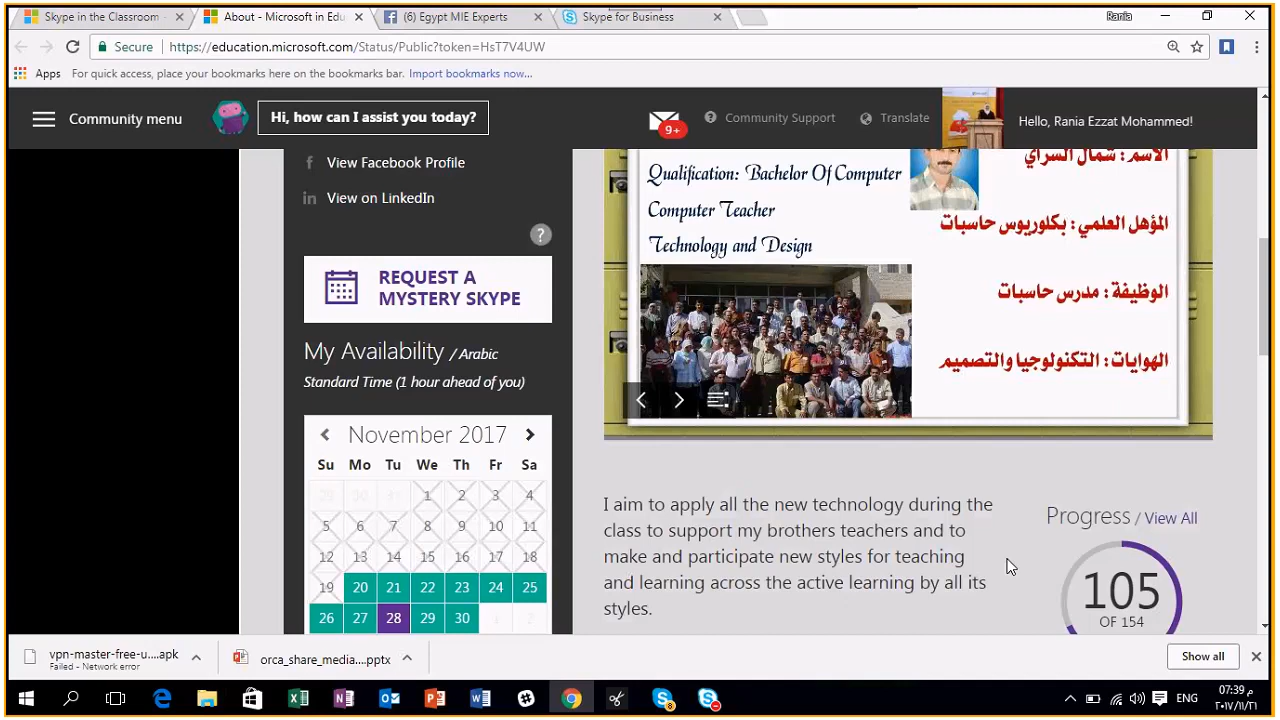 Skype in the Classroom
About - Microsoft in Edu
(6) Egypt MIE Experts
Skype for Business
Rania
Secure
https://education.microsoft.com/Status/Public?token=HsT7V4UW
Apps
For quick access, place your bookmarks here on the bookmarks bar. Import bookmarks now...
Community menu
Hi, how can I assist you today?
9+
Community Support
Translate
Hello, Rania Ezzat Mohammed!
View Facebook Profile
View on LinkedIn
?
REQUEST A
MYSTERY SKYPE
My Availability / Arabic
Standard Time (1 hour ahead of you)
November 2017
Su Mo Tu We Th Fr Sa
29 30 31 1 2 3 4
5 6 7 8 9 10 11
12 13 14 15 16 17 18
19 20 21 22 23 24 25
26 27 28 29 30 1 2
الاسم : شمال السراي
Qualification: Bachelor Of Computer
Computer Teacher
Technology and Design
المؤهل العلمي : بكلوريوس حاسبات
الوظيفة : مدرس حاسبات
الهوايات : التكنولوجيا والتصميم
I aim to apply all the new technology during the
class to support my brothers teachers and to
make and participate new styles for teaching
and learning across the active learning by all its
styles.
Progress / View All
105
OF 154
vpn-master-free-u....apk
Failed - Network error
orca_share_media....pptx
Show all
ENG
07:39 م
٢٠١٧/١١/٢١